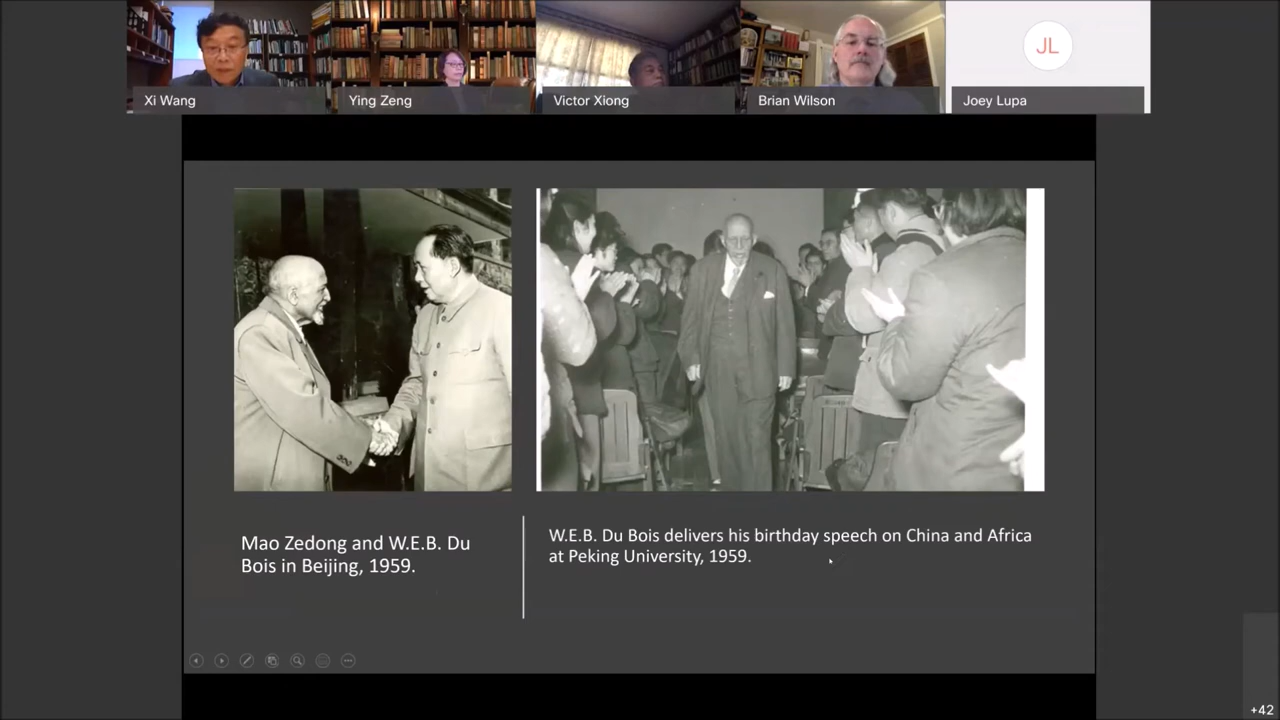 Xi Wang
Ying Zeng
Victor Xiong
Brian Wilson
JL
Joey Lupa
Mao Zedong and W.E.B. Du
Bois in Beijing, 1959.
W.E.B. Du Bois delivers his birthday speech on China and Africa
at Peking University, 1959.
+42